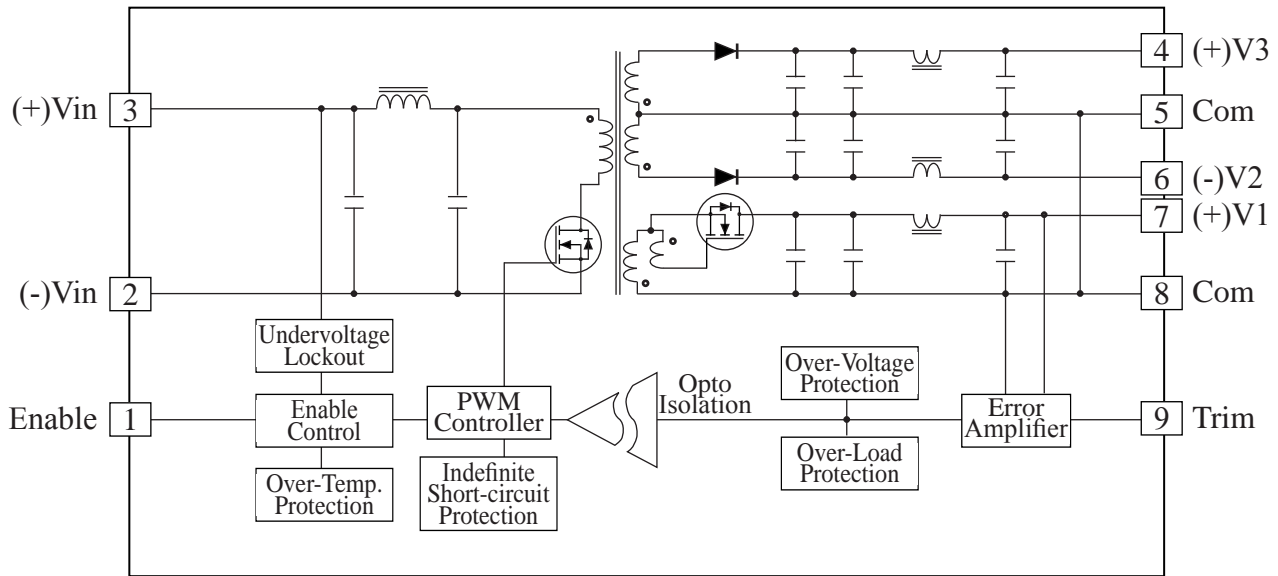 4 (+)V3
(+)Vin 3
5 Com
6 (-)V2
7 (+)V1
(-)Vin 2
8 Com
Undervoltage
Lockout
Over-Voltage
Protection
Opto
Isolation
Enable 1
Enable
Control
PWM
Controller
Error
Amplifier
9 Trim
Over-Load
Protection
Over-Temp.
Protection
Indefinite
Short-circuit
Protection